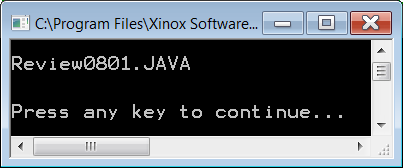 C:\Program Files\Xinox Software...
Review0801.JAVA
Press any key to continue...